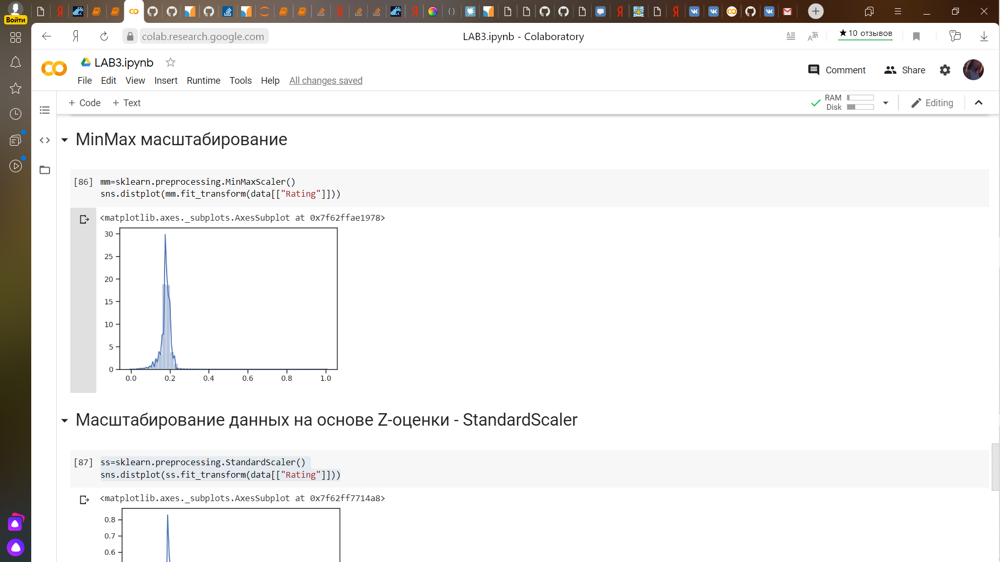 Войти
colab.research.google.com
LAB3.ipynb - Colaboratory
★10 отзывов
LAB3.ipynb
File Edit View Insert Runtime Tools Help All changes saved
Comment Share
+ Code + Text
RAM
Disk
Editing
MinMax масштабирование
[86] mm=sklearn.preprocessing.MinMaxScaler()
sns.distplot(mm.fit_transform(data[["Rating"]]))
<matplotlib.axes._subplots.AxesSubplot at 0x7f62ffae1978>
30
25
20
15
10
5
0
0.0 0.2 0.4 0.6 0.8 1.0
Масштабирование данных на основе Z-оценки - StandardScaler
[87] ss=sklearn.preprocessing.StandardScaler()
sns.distplot(ss.fit_transform(data[["Rating"]]))
<matplotlib.axes._subplots.AxesSubplot at 0x7f62ff7714a8>
0.8
0.7
0.6